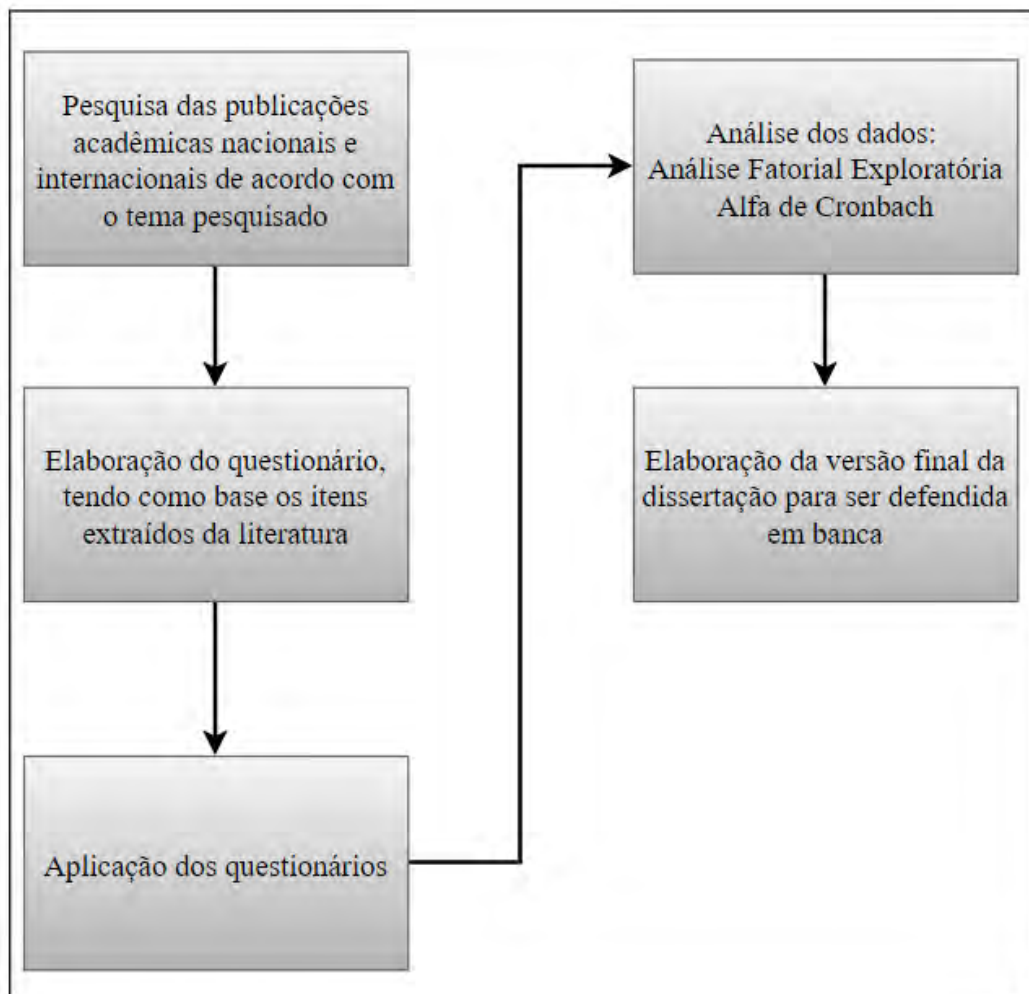 Pesquisa das publicações
acadêmicas nacionais e
internacionais de acordo com
o tema pesquisado
Elaboração do questionário,
tendo como base os itens
extraídos da literatura
Aplicação dos questionários
Análise dos dados:
Análise Fatorial Exploratória
Alfa de Cronbach
Elaboração da versão final da
dissertação para ser defendida
em banca